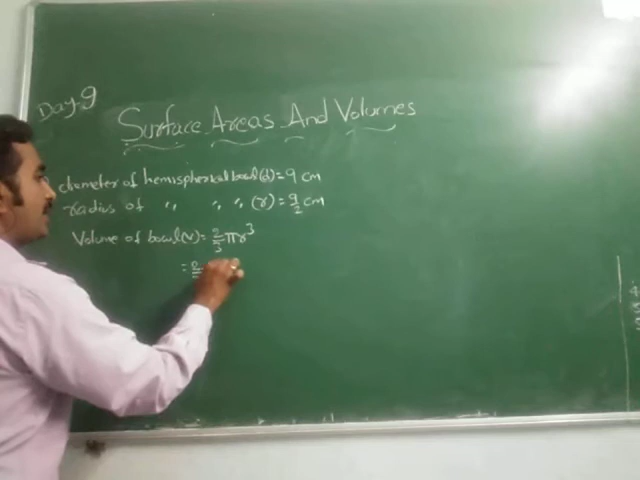 Day-9
Surface Areas And Volumes
diameter of hemispherical bowl(d) = 9 cm
radius of " " " (r) = 9/2 cm
Volume of bowl(v) = 2/3 πr³
= 2